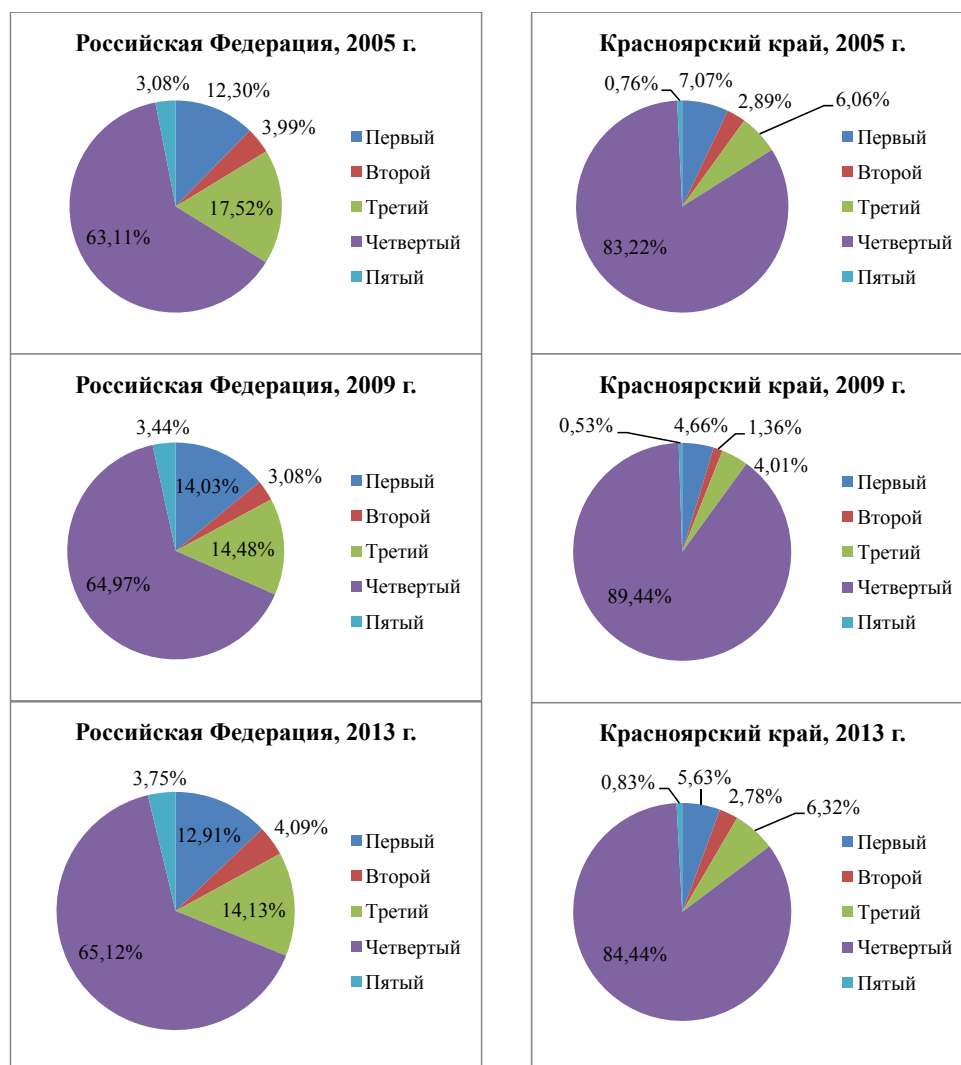 Российская Федерация, 2005 г.
3,08%
12,30%
3,99%
17,52%
63,11%
Первый
Второй
Третий
Четвертый
Пятый
Красноярский край, 2005 г.
0,76%
7,07%
2,89%
6,06%
83,22%
Первый
Второй
Третий
Четвертый
Пятый
Российская Федерация, 2009 г.
3,44%
14,03%
3,08%
14,48%
64,97%
Первый
Второй
Третий
Четвертый
Пятый
Красноярский край, 2009 г.
0,53%
4,66%
1,36%
4,01%
89,44%
Первый
Второй
Третий
Четвертый
Пятый
Российская Федерация, 2013 г.
3,75%
12,91%
4,09%
14,13%
65,12%
Первый
Второй
Третий
Четвертый
Пятый
Красноярский край, 2013 г.
0,83%
5,63%
2,78%
6,32%
84,44%
Первый
Второй
Третий
Четвертый
Пятый